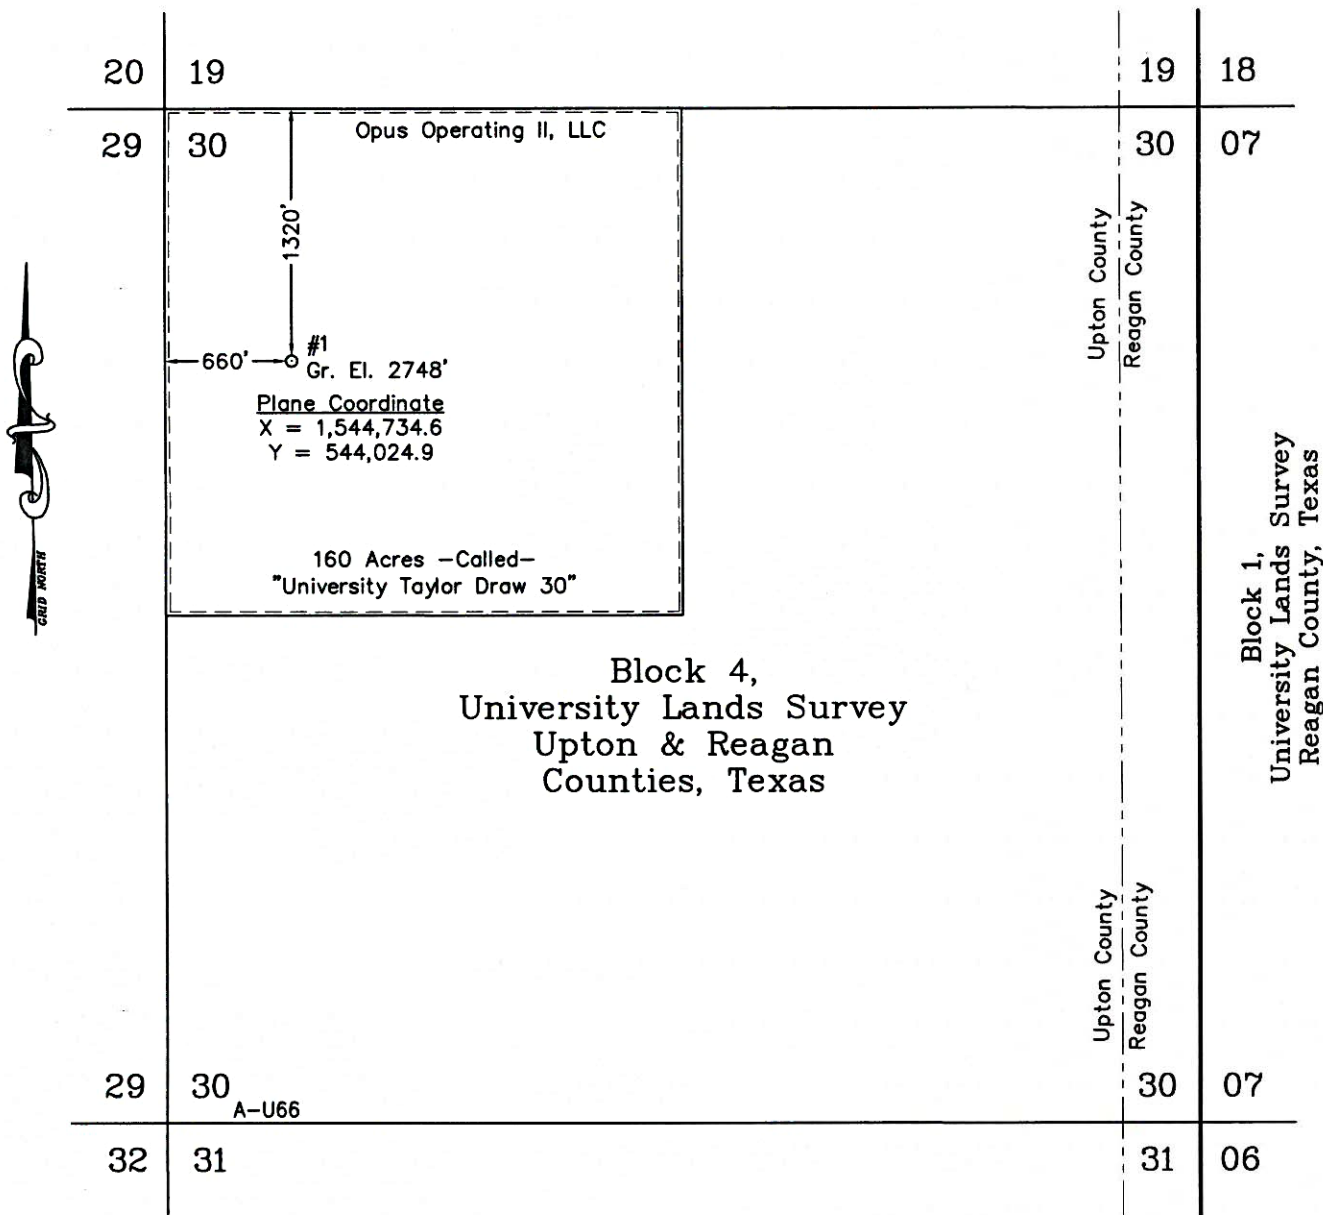 20 19 19 18
29 30 30 07
Opus Operating II, LLC
1320'
660'
#1
Gr. El. 2748'
Plane Coordinate
X = 1,544,734.6
Y = 544,024.9
160 Acres –Called–
"University Taylor Draw 30"
Upton County
Reagan County
GRID NORTH
Block 4,
University Lands Survey
Upton & Reagan
Counties, Texas
Block 1,
University Lands Survey
Reagan County, Texas
Upton County
Reagan County
29 30 30 07
A–U66
32 31 31 06